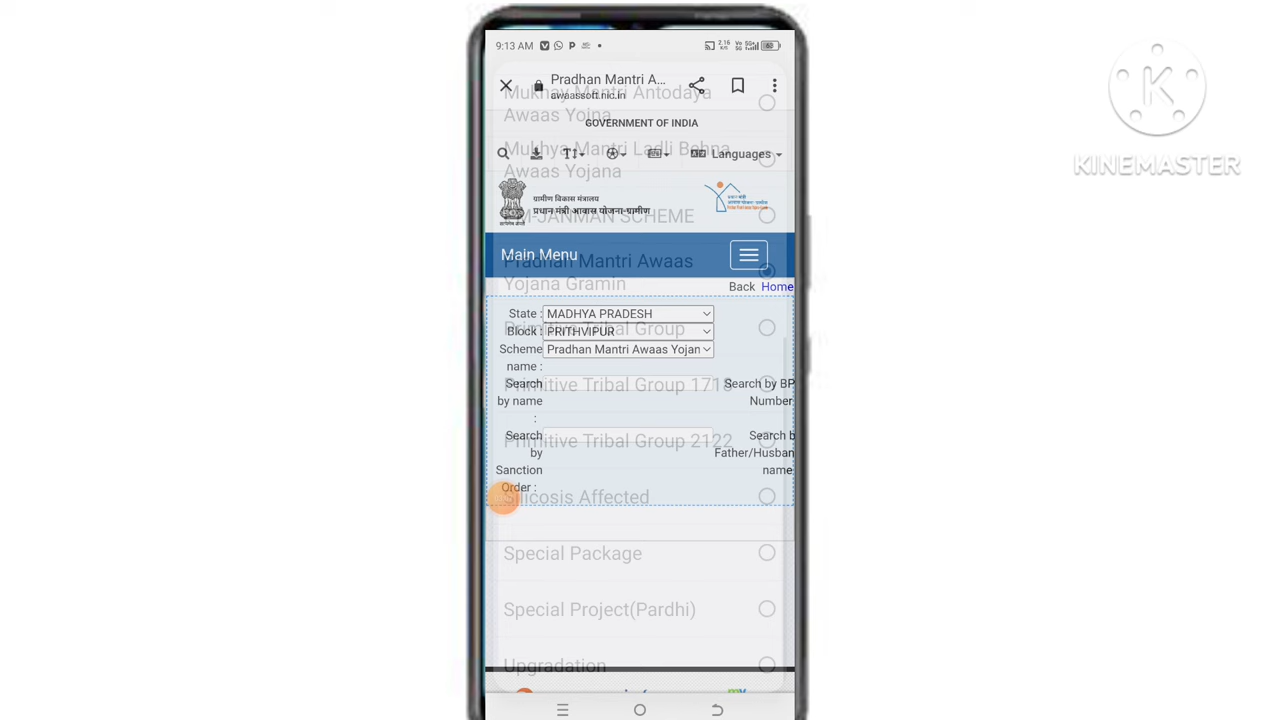 9:13 AM
Pradhan Mantri A...
awaassoft.nic.in
Mukhay Mantri Antodaya
Awaas Yojna
GOVERNMENT OF INDIA
Languages
Mukhya Mantri Ladli Behna
Awaas Yojana
ग्रामीण विकास मंत्रालय
प्रधान मंत्री आवास योजना-ग्रामीण
M-JANMAN SCHEME
Main Menu
Pradhan Mantri Awaas
Yojana Gramin
Back Home
State : MADHYA PRADESH
Block : PRITHVIPUR
Primitive Tribal Group
Scheme name : Pradhan Mantri Awaas Yojan
Search by name :
Search by BP
Number
Primitive Tribal Group 1718
Search by Sanction Order :
Search b
Father/Husban
name
Primitive Tribal Group 2122
Silicosis Affected
Special Package
Special Project(Pardhi)
Upgradation
KINEMASTER